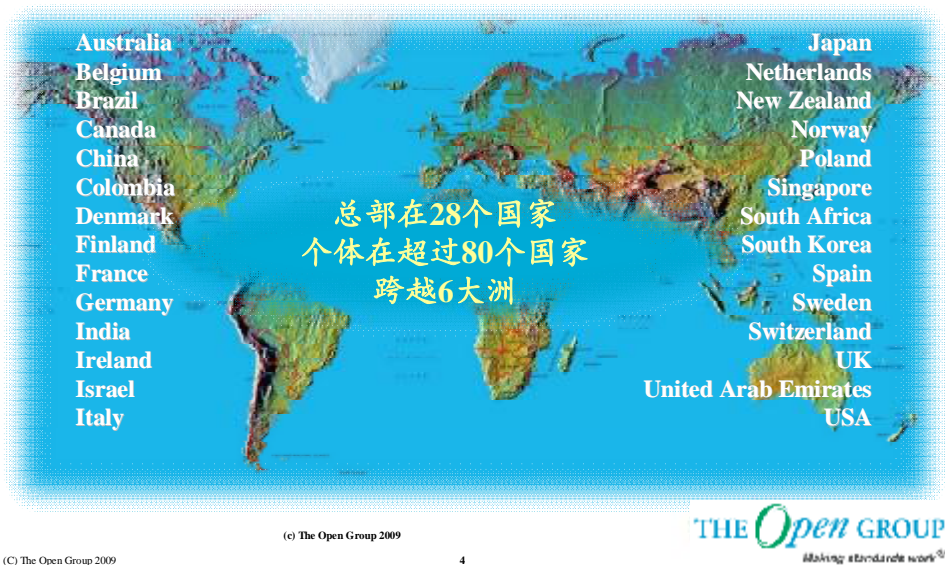 Australia
Belgium
Brazil
Canada
China
Colombia
Denmark
Finland
France
Germany
India
Ireland
Israel
Italy
总部在28个国家
个体在超过80个国家
跨越6大洲
Japan
Netherlands
New Zealand
Norway
Poland
Singapore
South Africa
South Korea
Spain
Sweden
Switzerland
UK
United Arab Emirates
USA
(c) The Open Group 2009
THE Open GROUP
Making standards work®
(C) The Open Group 2009
4